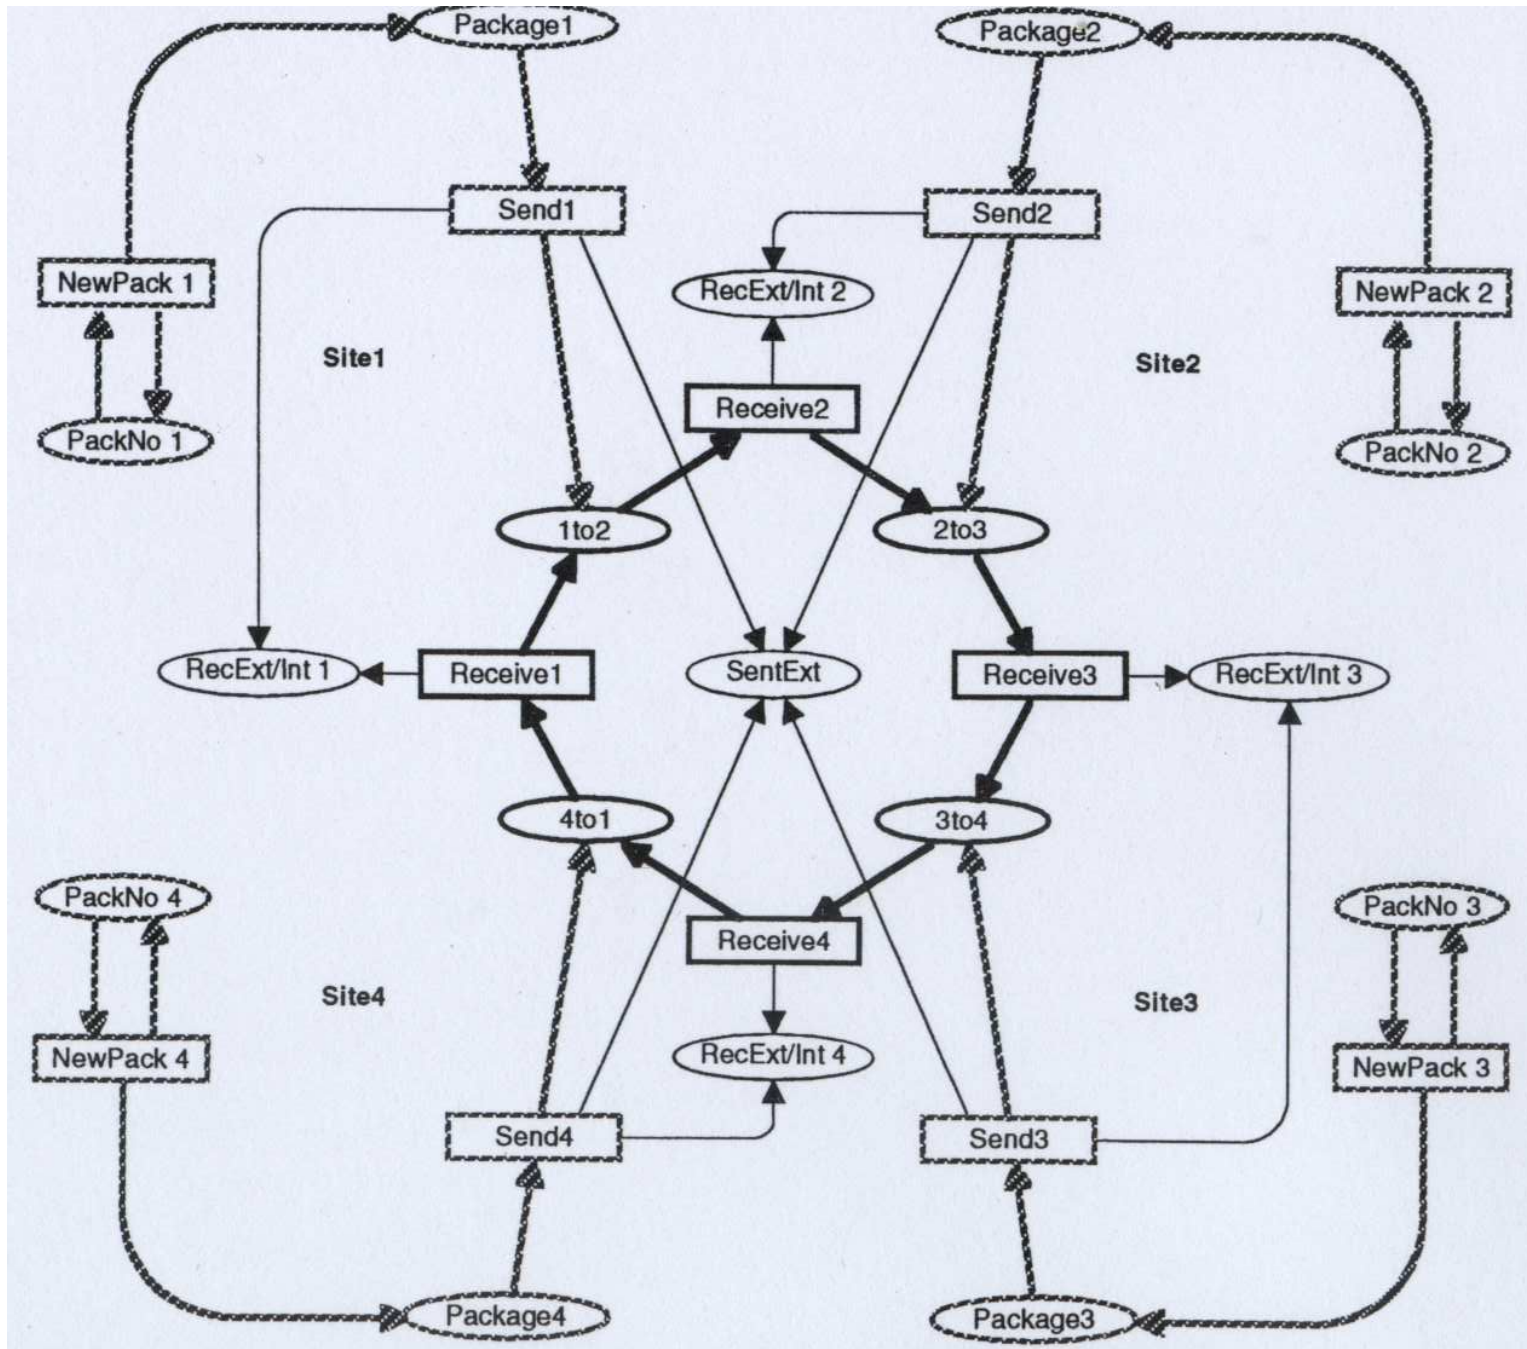 Package1
Package2
Send1
Send2
NewPack 1
RecExt/Int 2
NewPack 2
Site1
Site2
Receive2
PackNo 1
PackNo 2
1to2
2to3
RecExt/Int 1
Receive1
SentExt
Receive3
RecExt/Int 3
4to1
3to4
PackNo 4
PackNo 3
Receive4
Site4
Site3
NewPack 4
RecExt/Int 4
NewPack 3
Send4
Send3
Package4
Package3